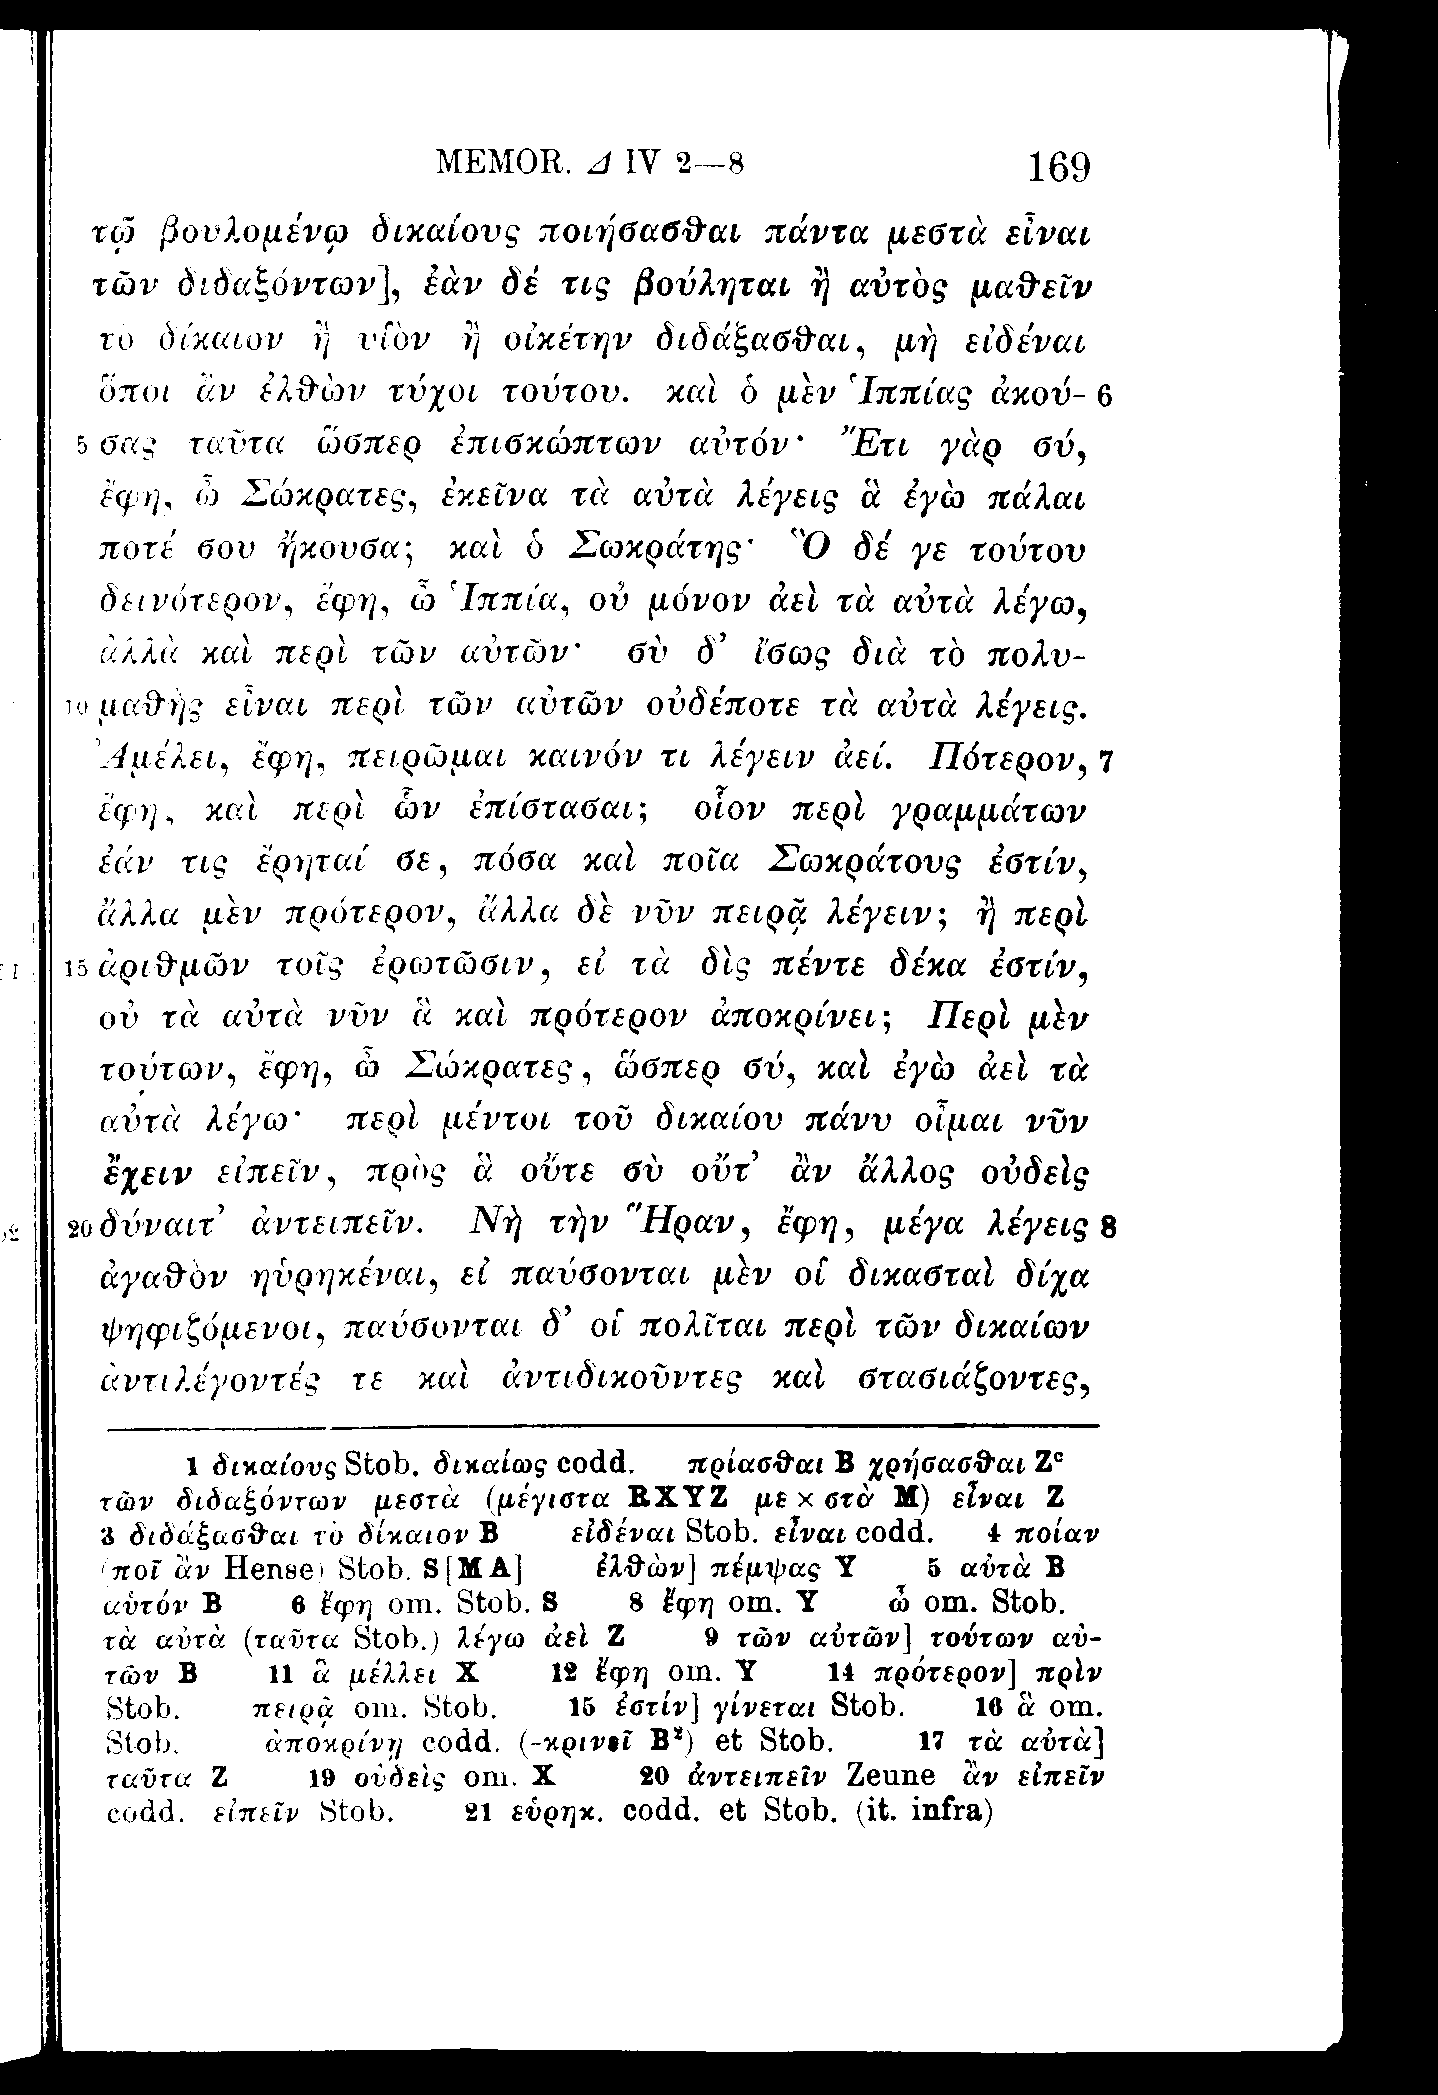 MEMOR. Δ IV 2—8 169
τῷ βουλομένῳ δικαίους ποιήσασθαι πάντα μεστὰ εἶναι
τῶν διδαξόντων], ἐὰν δέ τις βούληται ἢ αὐτὸς μαθεῖν
τὸ δίκαιον ἢ υἱὸν ἢ οἰκέτην διδάξασθαι, μὴ εἰδέναι
ὅποι ἂν ἐλθὼν τύχοι τούτου. καὶ ὁ μὲν Ἱππίας ἀκού- 6
5 σας ταῦτα ὥσπερ ἐπισκώπτων αὐτόν· Ἔτι γὰρ σύ,
ἔφη, ὦ Σώκρατες, ἐκεῖνα τὰ αὐτὰ λέγεις ἃ ἐγὼ πάλαι
ποτέ σου ἤκουσα; καὶ ὁ Σωκράτης· Ὃ δέ γε τούτου
δεινότερον, ἔφη, ὦ Ἱππία, οὐ μόνον ἀεὶ τὰ αὐτὰ λέγω,
ἀλλὰ καὶ περὶ τῶν αὐτῶν· σὺ δ’ ἴσως διὰ τὸ πολυ-
10 μαθὴς εἶναι περὶ τῶν αὐτῶν οὐδέποτε τὰ αὐτὰ λέγεις.
Ἀμέλει, ἔφη, πειρῶμαι καινόν τι λέγειν ἀεί. Πότερον, 7
ἔφη, καὶ περὶ ὧν ἐπίστασαι; οἷον περὶ γραμμάτων
ἐάν τις ἔρηταί σε, πόσα καὶ ποῖα Σωκράτους ἐστίν,
ἄλλα μὲν πρότερον, ἄλλα δὲ νῦν πειρᾷ λέγειν; ἢ περὶ
15 ἀριθμῶν τοῖς ἐρωτῶσιν, εἰ τὰ δὶς πέντε δέκα ἐστίν,
οὐ τὰ αὐτὰ νῦν ἃ καὶ πρότερον ἀποκρίνει; Περὶ μὲν
τούτων, ἔφη, ὦ Σώκρατες, ὥσπερ σύ, καὶ ἐγὼ ἀεὶ τὰ
αὐτὰ λέγω· περὶ μέντοι τοῦ δικαίου πάνυ οἶμαι νῦν
ἔχειν εἰπεῖν, πρὸς ἃ οὔτε σὺ οὔτ’ ἂν ἄλλος οὐδεὶς
20 δύναιτ’ ἀντειπεῖν. Νὴ τὴν Ἥραν, ἔφη, μέγα λέγεις 8
ἀγαθὸν ηὑρηκέναι, εἰ παύσονται μὲν οἱ δικασταὶ δίχα
ψηφιζόμενοι, παύσονται δ’ οἱ πολῖται περὶ τῶν δικαίων
ἀντιλέγοντές τε καὶ ἀντιδικοῦντες καὶ στασιάζοντες,
1 δικαίους Stob. δικαίως codd. πρίασθαι B χρήσασθαι Zᶜ
τῶν διδαξόντων μεστὰ (μέγιστα RXYZ με x στὰ M) εἶναι Z
3 διδάξασθαι τὸ δίκαιον B εἰδέναι Stob. εἶναι codd. 4 ποίαν
(ποῖ ἂν Hense) Stob. S[MA] ἐλθὼν] πέμψας Y 5 αὐτὰ B
αὑτόν B 6 ἔφη om. Stob. S 8 ἔφη om. Y ὦ om. Stob.
τὰ αὐτὰ (ταῦτα Stob.) λέγω ἀεὶ Z 9 τῶν αὐτῶν] τούτων αὐ-
τῶν B 11 ἃ μέλλει X 12 ἔφη om. Y 14 πρότερον] πρὶν
Stob. πειρᾷ om. Stob. 15 ἐστίν] γίνεται Stob. 16 ἃ om.
Stob. ἀποκρίνῃ codd. (-κρινεῖ B²) et Stob. 17 τὰ αὐτὰ]
ταῦτα Z 19 οὐδεὶς om. X 20 ἀντειπεῖν Zeune ἂν εἰπεῖν
codd. εἰπεῖν Stob. 21 εὑρηκ. codd. et Stob. (it. infra)